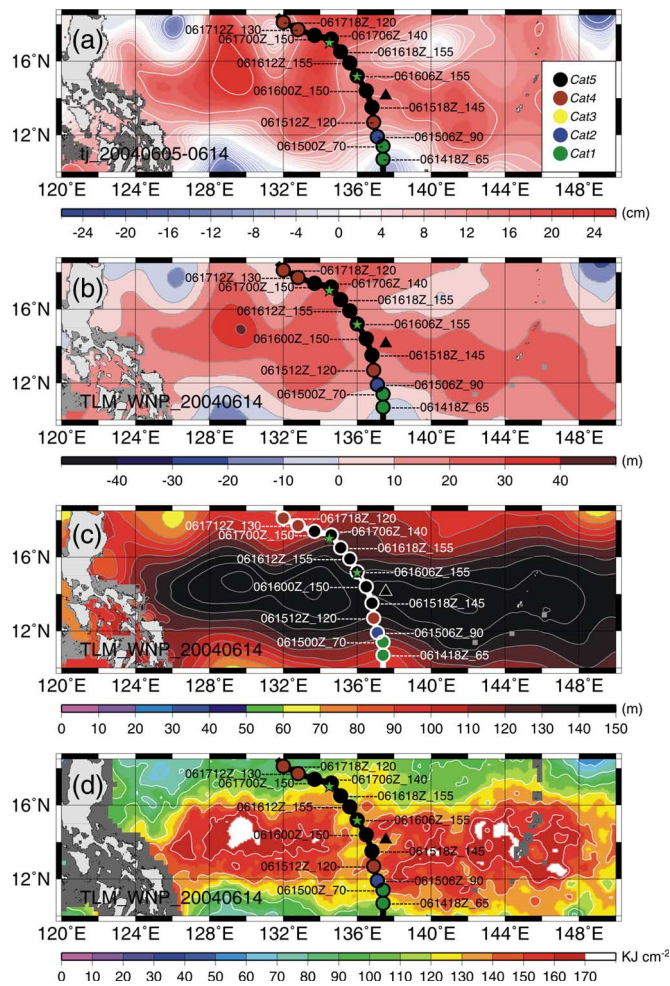 (a)
061712Z_130
061718Z_120
061700Z_150
061706Z_140
061618Z_155
061612Z_155
061606Z_155
061600Z_150
061518Z_145
061512Z_120
061506Z_90
061500Z_70
061418Z_65
tj_20040605-0614
Cat5
Cat4
Cat3
Cat2
Cat1
16°N
12°N
120°E 124°E 128°E 132°E 136°E 140°E 144°E 148°E
-24 -20 -16 -12 -8 -4 0 4 8 12 16 20 24 (cm)
(b)
061712Z_130
061718Z_120
061700Z_150
061706Z_140
061618Z_155
061612Z_155
061606Z_155
061600Z_150
061518Z_145
061512Z_120
061506Z_90
061500Z_70
061418Z_65
TLM_WNP_20040614
16°N
12°N
120°E 124°E 128°E 132°E 136°E 140°E 144°E 148°E
-40 -30 -20 -10 0 10 20 30 40 (m)
(c)
061712Z_130
061718Z_120
061700Z_150
061706Z_140
061618Z_155
061612Z_155
061606Z_155
061600Z_150
061518Z_145
061512Z_120
061506Z_90
061500Z_70
061418Z_65
TLM_WNP_20040614
16°N
12°N
120°E 124°E 128°E 132°E 136°E 140°E 144°E 148°E
0 10 20 30 40 50 60 70 80 90 100 110 120 130 140 150 (m)
(d)
061712Z_130
061718Z_120
061700Z_150
061706Z_140
061618Z_155
061612Z_155
061606Z_155
061600Z_150
061518Z_145
061512Z_120
061506Z_90
061500Z_70
061418Z_65
TLM_WNP_20040614
16°N
12°N
120°E 124°E 128°E 132°E 136°E 140°E 144°E 148°E
0 10 20 30 40 50 60 70 80 90 100 110 120 130 140 150 160 170 KJ cm⁻²